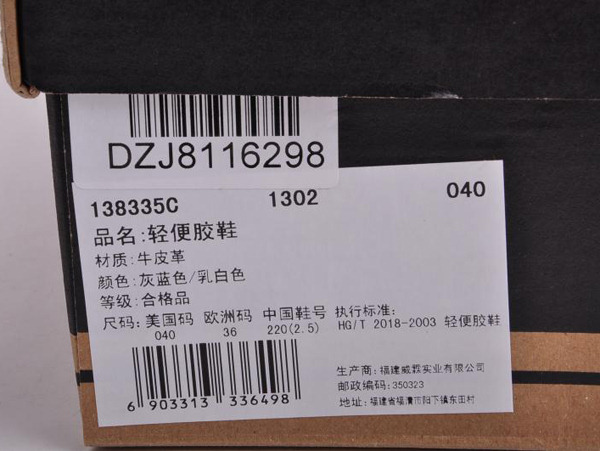 DZJ8116298
138335C 1302 040
品名:轻便胶鞋
材质:牛皮革
颜色:灰蓝色/乳白色
等级:合格品
尺码: 美国码 欧洲码 中国鞋号 执行标准:
040 36 220(2.5) HG/T 2018-2003 轻便胶鞋
生产商:福建威霖实业有限公司
邮政编码:350323
地址:福建省福清市阳下镇东田村
6 903313 336498